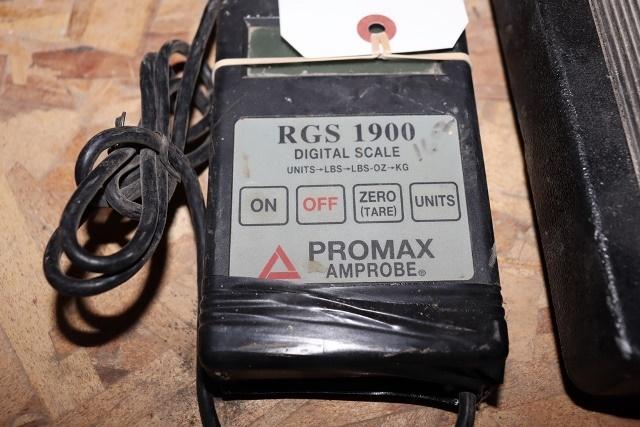 RGS 1900
DIGITAL SCALE
UNITS→LBS→LBS-OZ→KG
ON
OFF
ZERO
(TARE)
UNITS
PROMAX
AMPROBE®